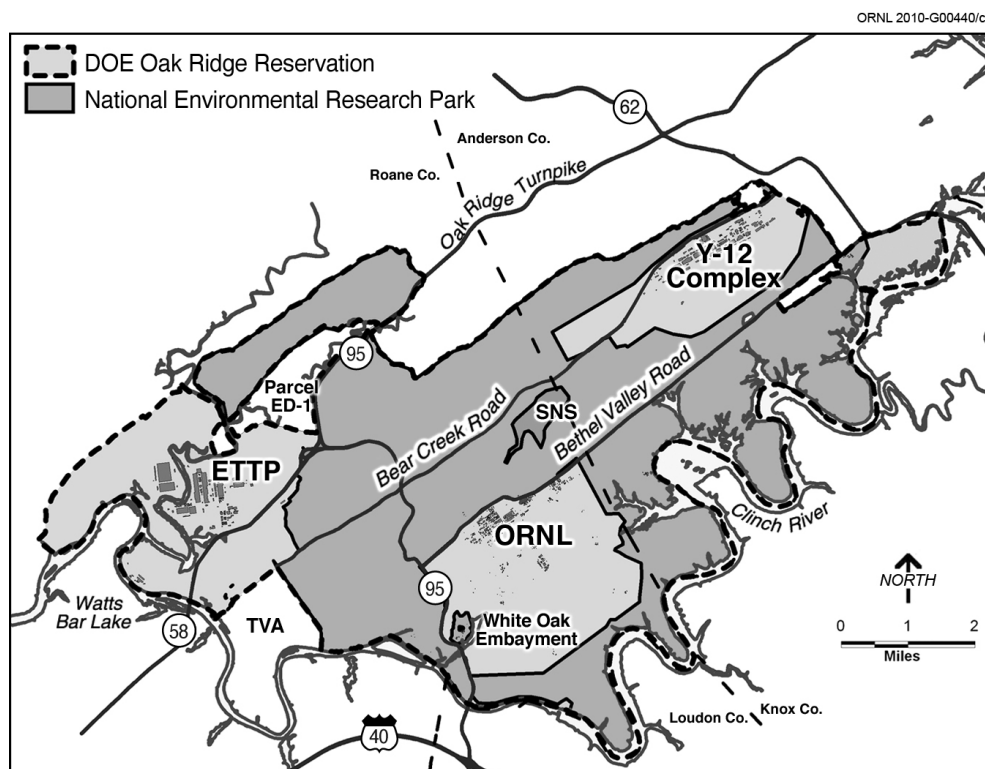 ORNL 2010-G00440/c
DOE Oak Ridge Reservation
National Environmental Research Park
62
Anderson Co.
Roane Co.
Oak Ridge Turnpike
Y-12
Complex
95
Parcel
ED-1
SNS
Bear Creek Road
Bethel Valley Road
ETTP
Clinch River
ORNL
NORTH
95
Watts
Bar Lake
White Oak
Embayment
58
TVA
0 1 2
Miles
Loudon Co.
Knox Co.
40